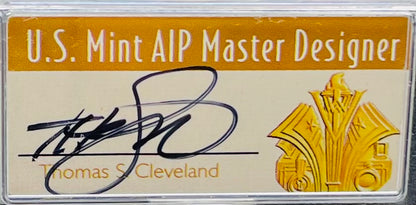 U.S. Mint AIP Master Designer
Thomas S. Cleveland